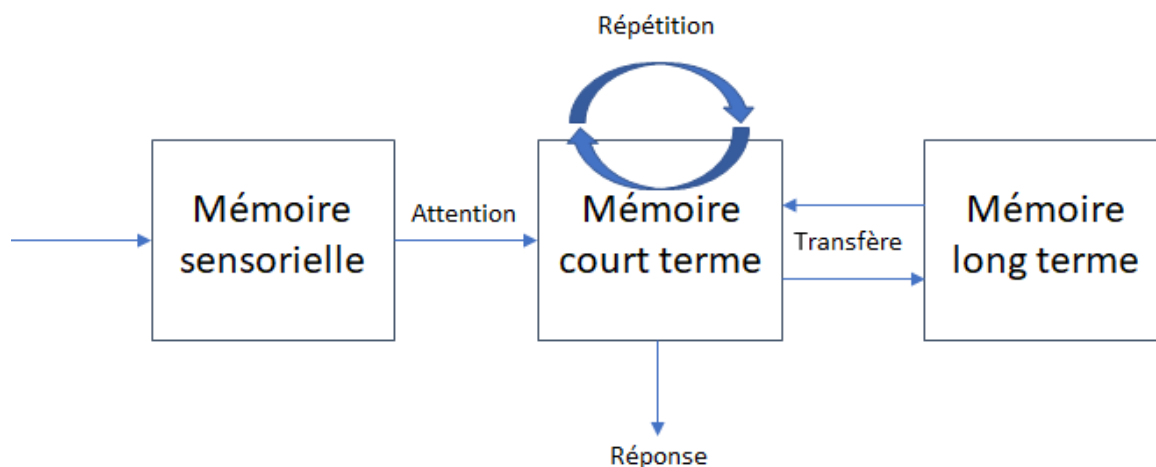 Répétition
Mémoire
sensorielle
Attention
Mémoire
court terme
Transfère
Mémoire
long terme
Réponse